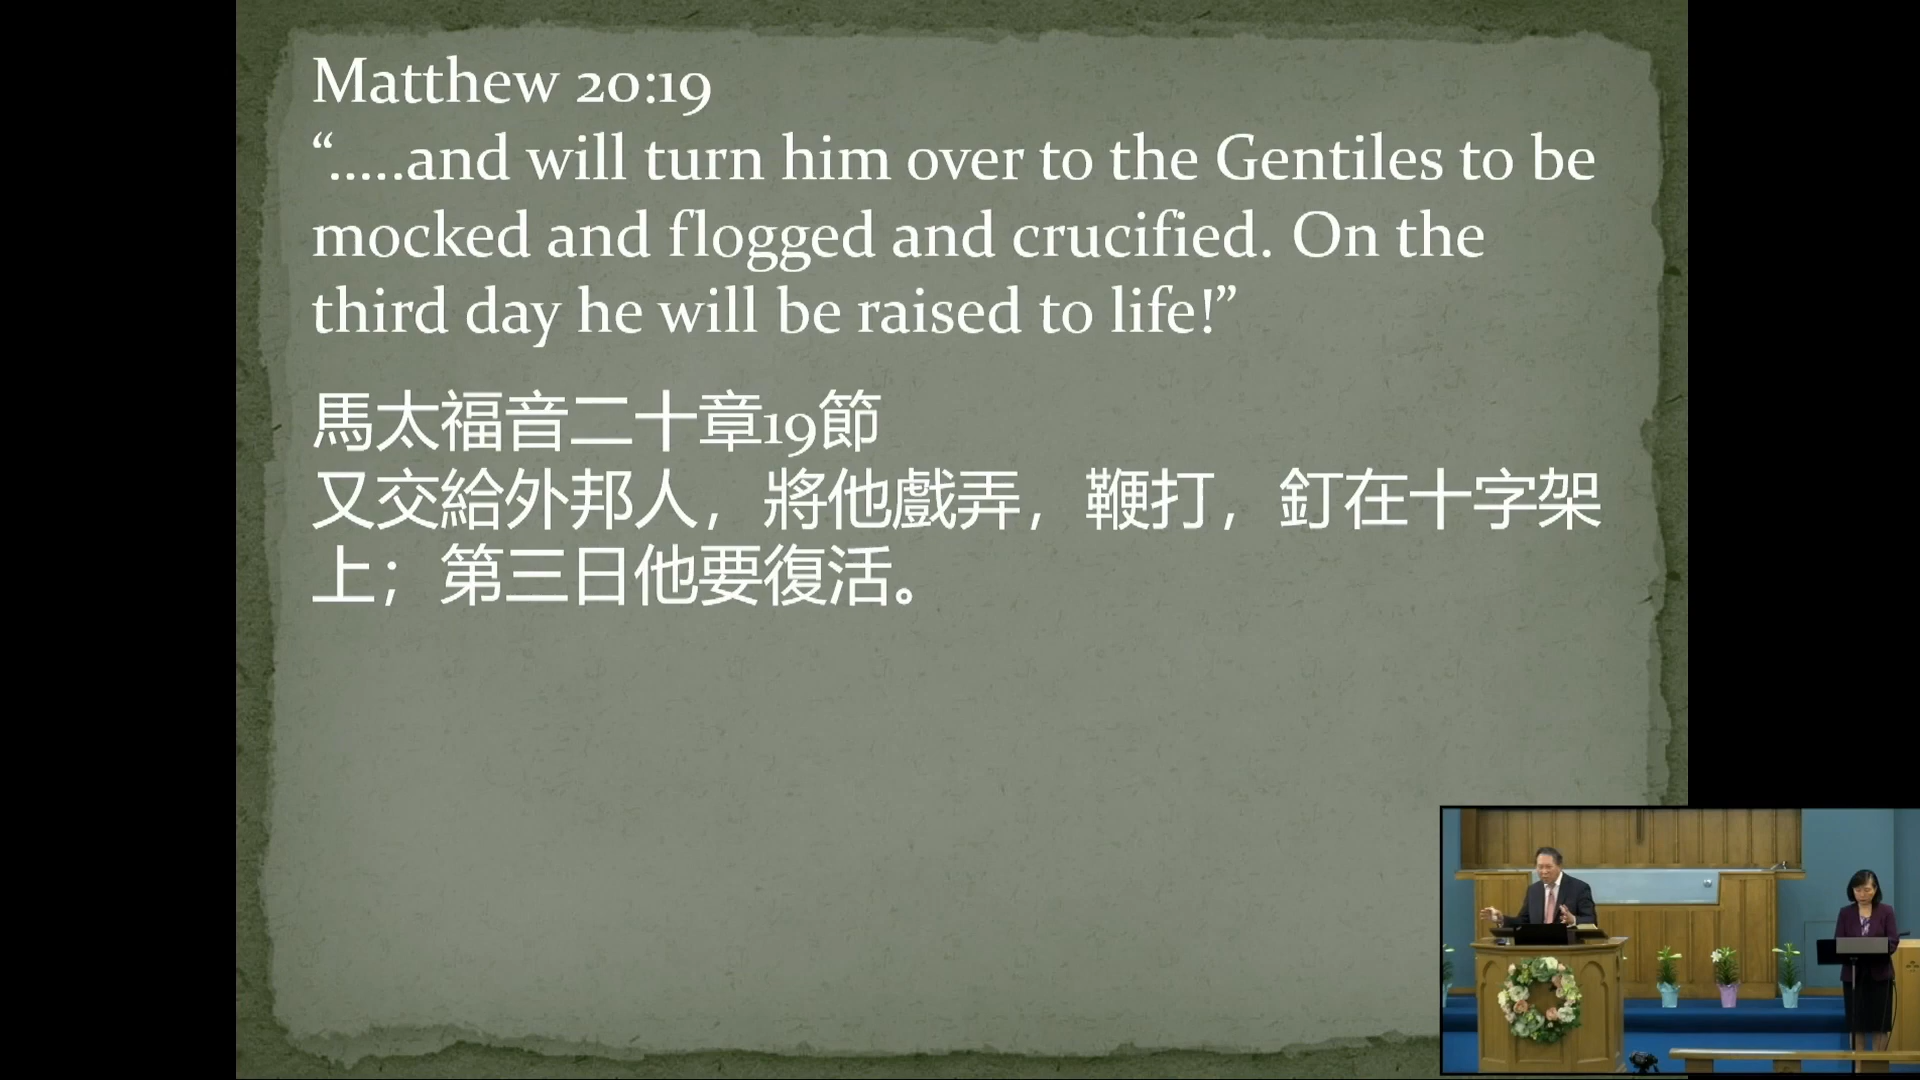 Matthew 20:19
“.....and will turn him over to the Gentiles to be
mocked and flogged and crucified. On the
third day he will be raised to life!”
馬太福音二十章19節
又交給外邦人，將他戲弄，鞭打，釘在十字架
上；第三日他要復活。